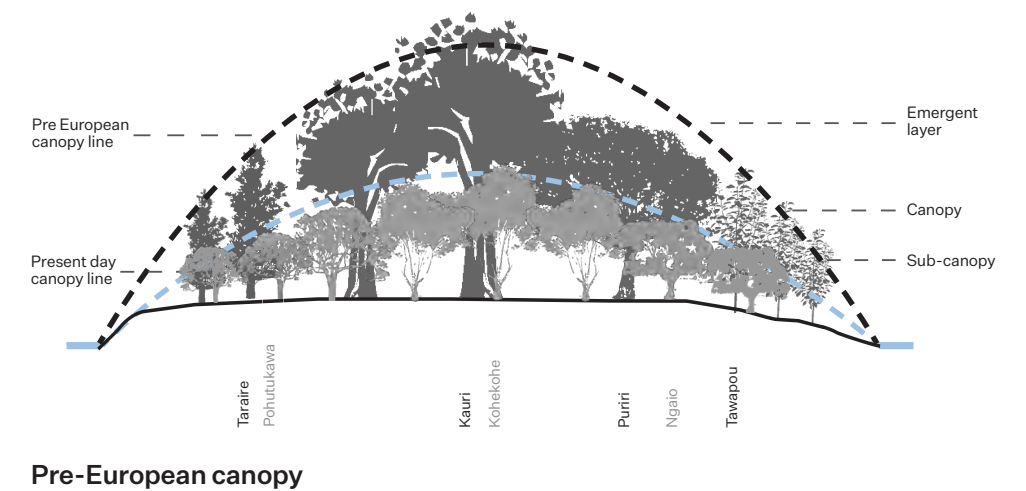 Pre European
canopy line
Emergent
layer
Canopy
Present day
canopy line
Sub-canopy
Taraire
Pohutukawa
Kauri
Kohekohe
Puriri
Ngaio
Tawapou
Pre-European canopy